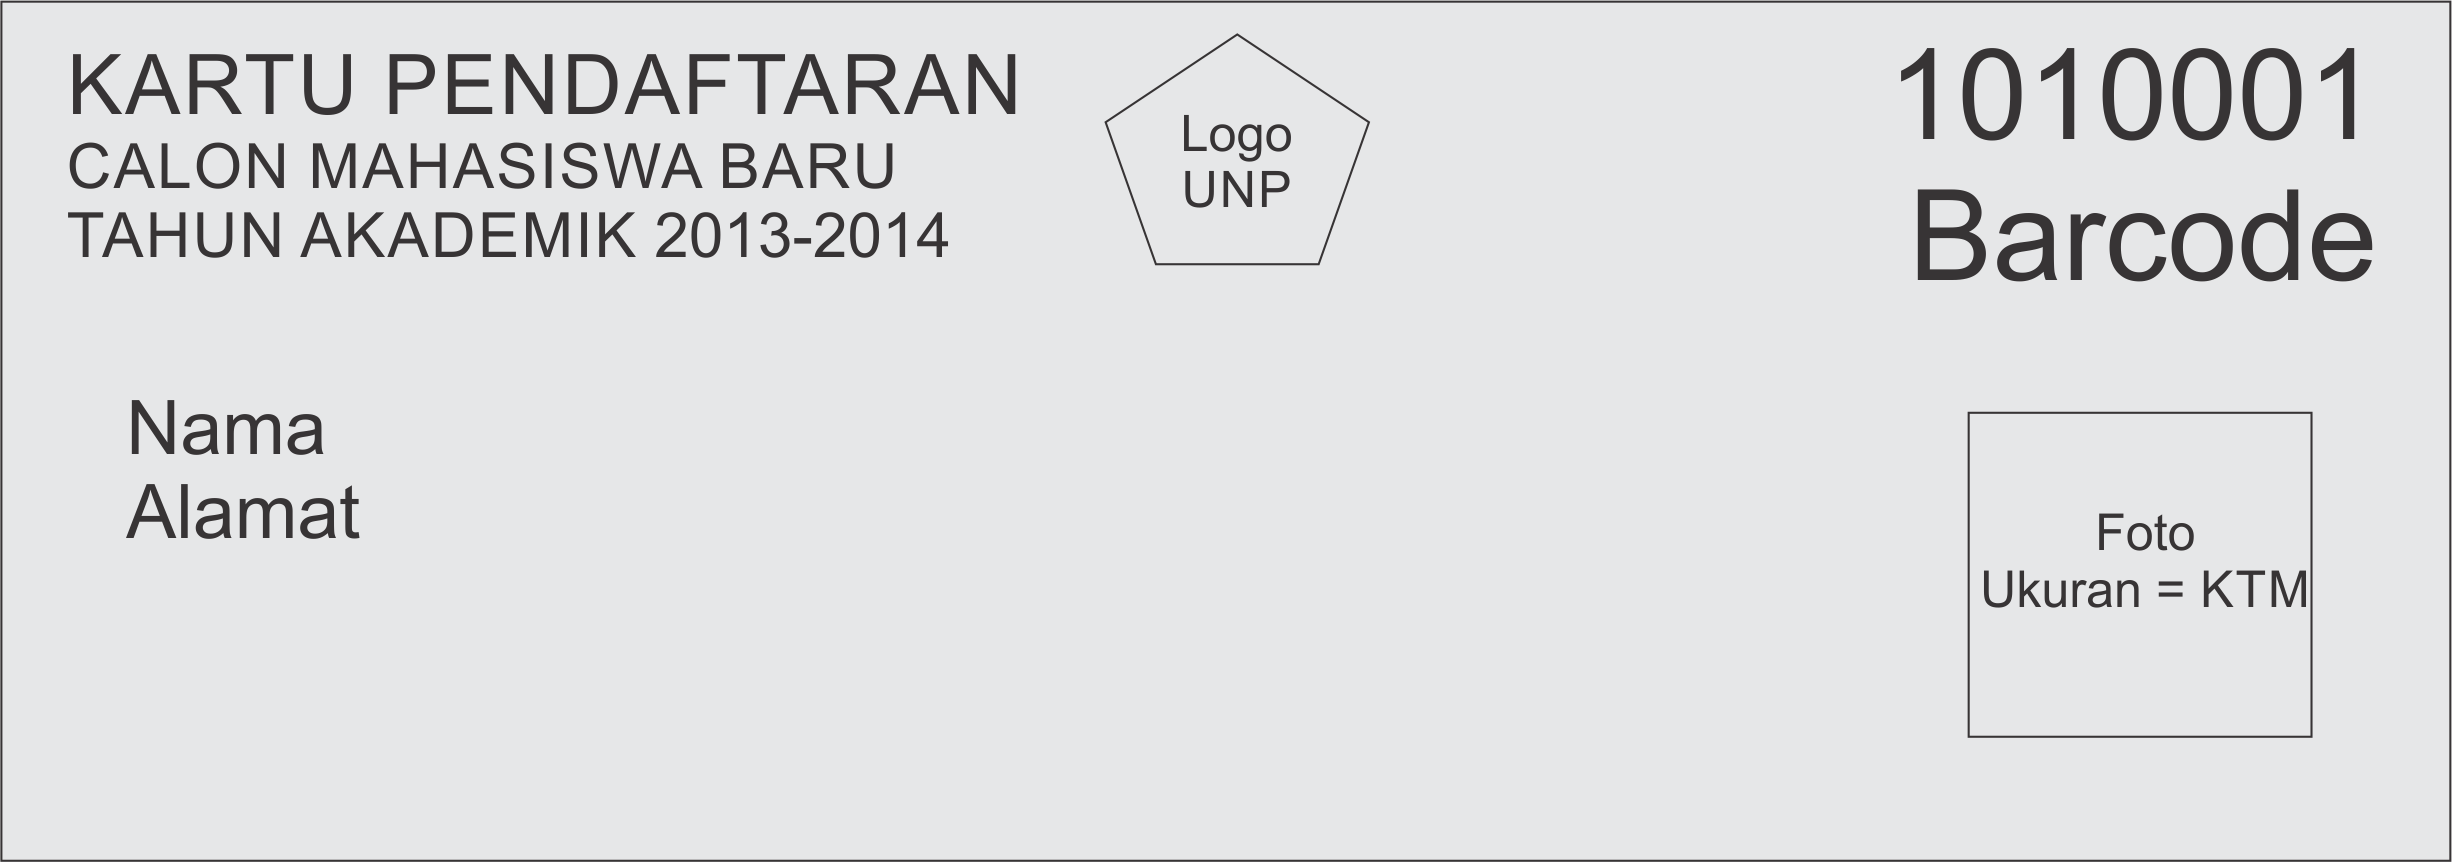 KARTU PENDAFTARAN
CALON MAHASISWA BARU
TAHUN AKADEMIK 2013-2014
Logo
UNP
1010001
Barcode
Nama
Alamat
Foto
Ukuran = KTM